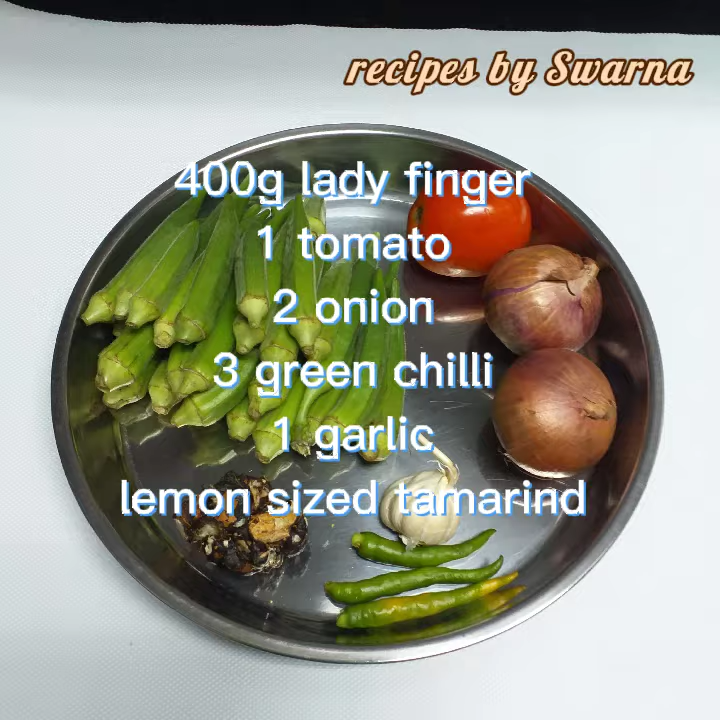 recipes by Swarna
400g lady finger
1 tomato
2 onion
3 green chilli
1 garlic
lemon sized tamarind